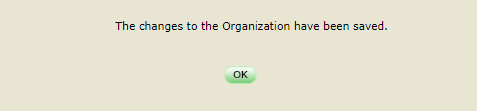 The changes to the Organization have been saved.
OK